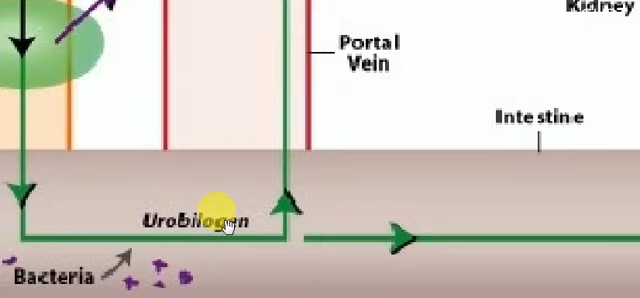 Kidney
Portal
Vein
Intestine
Urobilogen
Bacteria